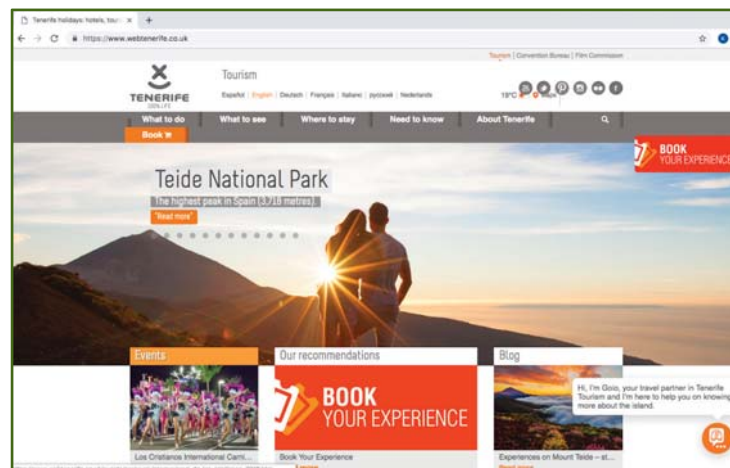 Tenerife holidays: hotels, tour
https://www.webtenerife.co.uk
Tourism | Convention Bureau | Film Commission
TENERIFE
Tourism
Español | English | Deutsch | Français | Italiano | русский | Nederlands
19°C
Maps
What to do
What to see
Where to stay
Need to know
About Tenerife
Book
BOOK
YOUR EXPERIENCE
Teide National Park
The highest peak in Spain (3,718 metres).
"Read more"
Events
Our recommendations
Blog
BOOK
YOUR EXPERIENCE
Hi, I'm Goio, your travel partner in Tenerife
Tourism and I'm here to help you on knowing
more about the island.
Los Cristianos International Carni...
Book Your Experience
Experiences on Mount Teide – st...